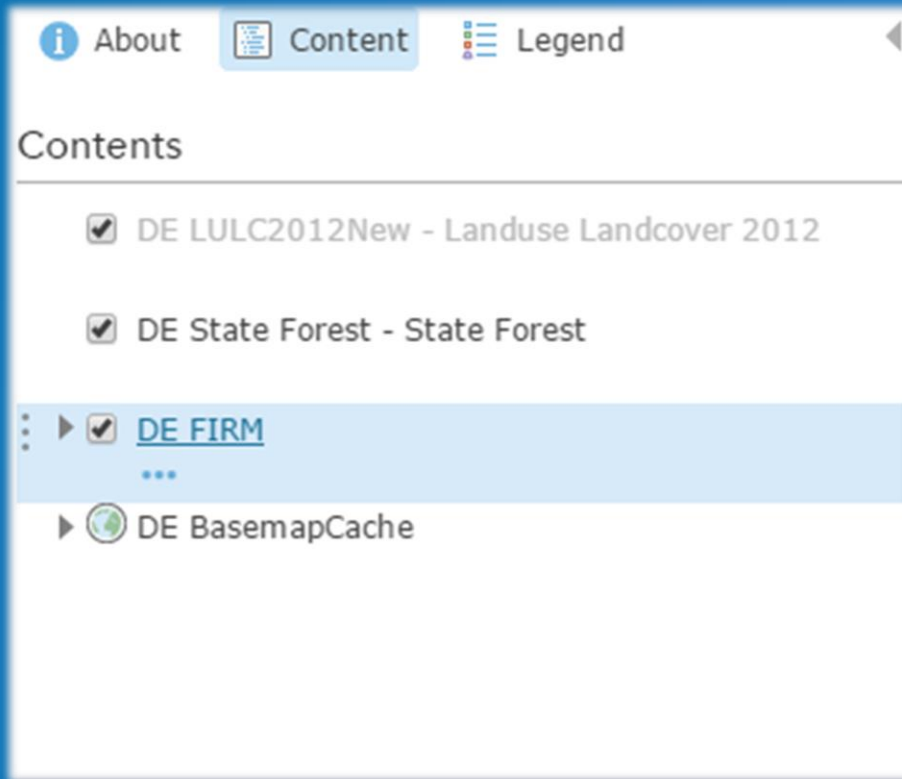 About Content Legend
Contents
DE LULC2012New - Landuse Landcover 2012
DE State Forest - State Forest
DE FIRM
DE BasemapCache